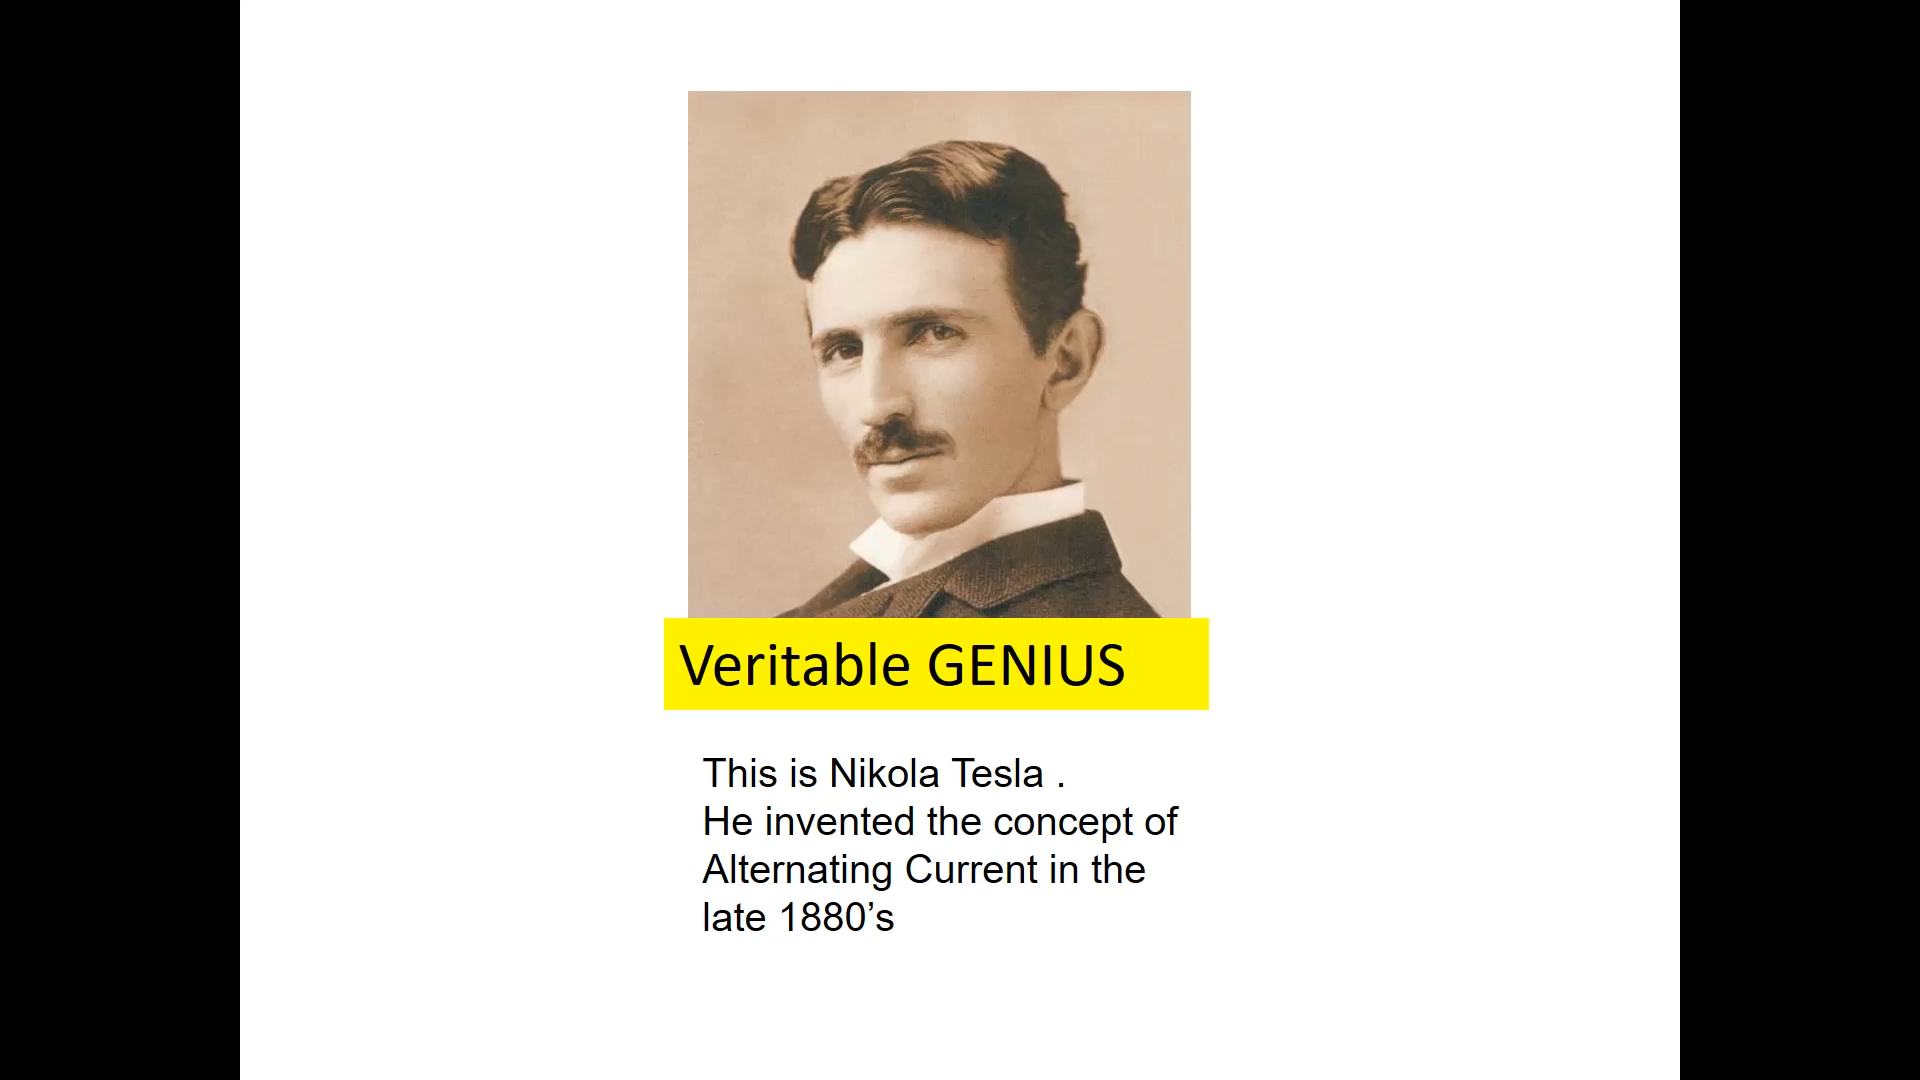 Veritable GENIUS
This is Nikola Tesla .
He invented the concept of
Alternating Current in the
late 1880’s